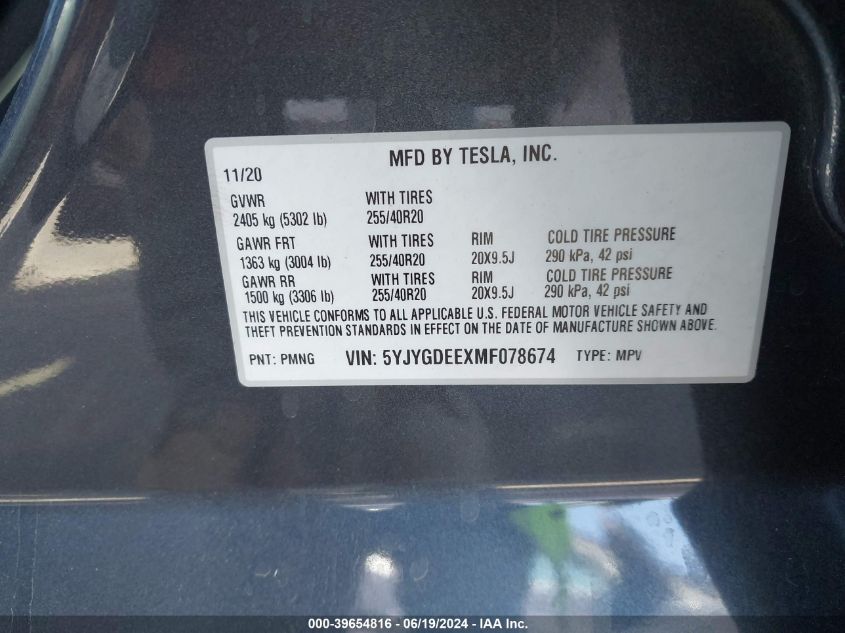 MFD BY TESLA, INC.
11/20
GVWR WITH TIRES
2405 kg (5302 lb) 255/40R20
GAWR FRT WITH TIRES RIM COLD TIRE PRESSURE
1363 kg (3004 lb) 255/40R20 20X9.5J 290 kPa, 42 psi
GAWR RR WITH TIRES RIM COLD TIRE PRESSURE
1500 kg (3306 lb) 255/40R20 20X9.5J 290 kPa, 42 psi
THIS VEHICLE CONFORMS TO ALL APPLICABLE U.S. FEDERAL MOTOR VEHICLE SAFETY AND
THEFT PREVENTION STANDARDS IN EFFECT ON THE DATE OF MANUFACTURE SHOWN ABOVE.
PNT: PMNG VIN: 5YJYGDEEXMF078674 TYPE: MPV
000-39654816 - 06/19/2024 - IAA Inc.